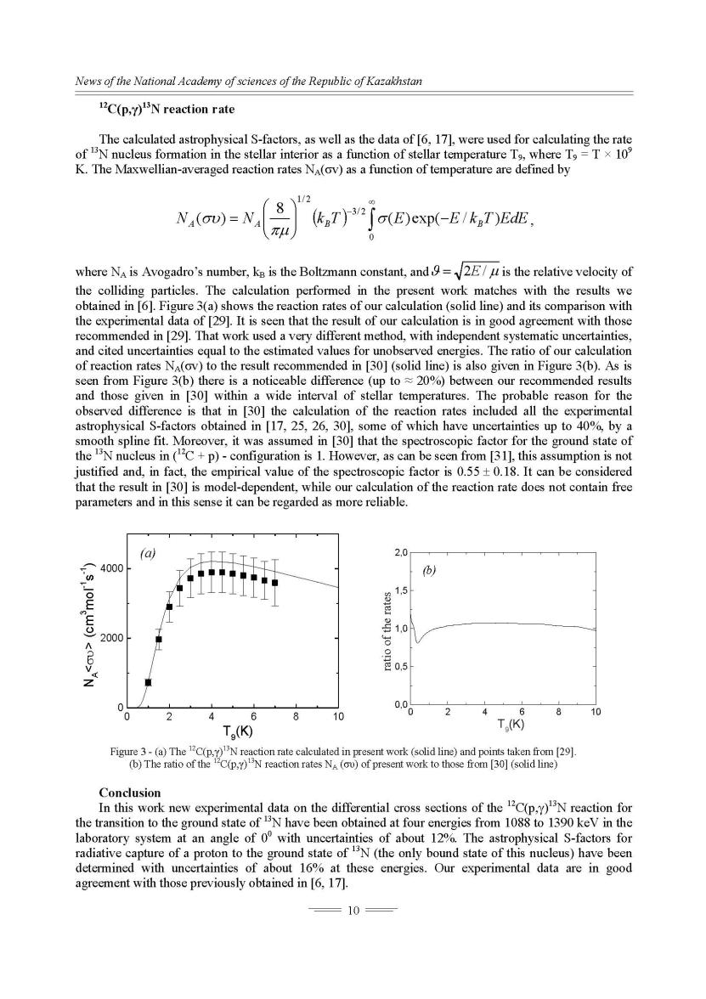 News of the National Academy of sciences of the Republic of Kazakhstan
¹²C(p,γ)¹³N reaction rate
The calculated astrophysical S-factors, as well as the data of [6, 17], were used for calculating the rate
of ¹³N nucleus formation in the stellar interior as a function of stellar temperature T₉, where T₉ = T × 10⁹
K. The Maxwellian-averaged reaction rates N_A(σv) as a function of temperature are defined by
N_A(συ) = N_A (8/πμ)^{1/2} (k_BT)^{-3/2} ∫₀^∞ σ(E)exp(−E / k_BT)EdE ,
where N_A is Avogadro's number, k_B is the Boltzmann constant, and ϑ = √2E / μ is the relative velocity of
the colliding particles. The calculation performed in the present work matches with the results we
obtained in [6]. Figure 3(a) shows the reaction rates of our calculation (solid line) and its comparison with
the experimental data of [29]. It is seen that the result of our calculation is in good agreement with those
recommended in [29]. That work used a very different method, with independent systematic uncertainties,
and cited uncertainties equal to the estimated values for unobserved energies. The ratio of our calculation
of reaction rates N_A(σv) to the result recommended in [30] (solid line) is also given in Figure 3(b). As is
seen from Figure 3(b) there is a noticeable difference (up to ≈ 20%) between our recommended results
and those given in [30] within a wide interval of stellar temperatures. The probable reason for the
observed difference is that in [30] the calculation of the reaction rates included all the experimental
astrophysical S-factors obtained in [17, 25, 26, 30], some of which have uncertainties up to 40%, by a
smooth spline fit. Moreover, it was assumed in [30] that the spectroscopic factor for the ground state of
the ¹³N nucleus in (¹²C + p) - configuration is 1. However, as can be seen from [31], this assumption is not
justified and, in fact, the empirical value of the spectroscopic factor is 0.55 ± 0.18. It can be considered
that the result in [30] is model-dependent, while our calculation of the reaction rate does not contain free
parameters and in this sense it can be regarded as more reliable.
(a)
4000
2000
0
N_A<συ> (cm³mol⁻¹s⁻¹)
0 2 4 6 8 10
T₉(K)
(b)
2,0
1,5
1,0
0,5
0,0
ratio of the rates
0 2 4 6 8 10
T₉(K)
Figure 3 - (a) The ¹²C(p,γ)¹³N reaction rate calculated in present work (solid line) and points taken from [29].
(b) The ratio of the ¹²C(p,γ)¹³N reaction rates N_A (συ) of present work to those from [30] (solid line)
Conclusion
In this work new experimental data on the differential cross sections of the ¹²C(p,γ)¹³N reaction for
the transition to the ground state of ¹³N have been obtained at four energies from 1088 to 1390 keV in the
laboratory system at an angle of 0⁰ with uncertainties of about 12%. The astrophysical S-factors for
radiative capture of a proton to the ground state of ¹³N (the only bound state of this nucleus) have been
determined with uncertainties of about 16% at these energies. Our experimental data are in good
agreement with those previously obtained in [6, 17].
10